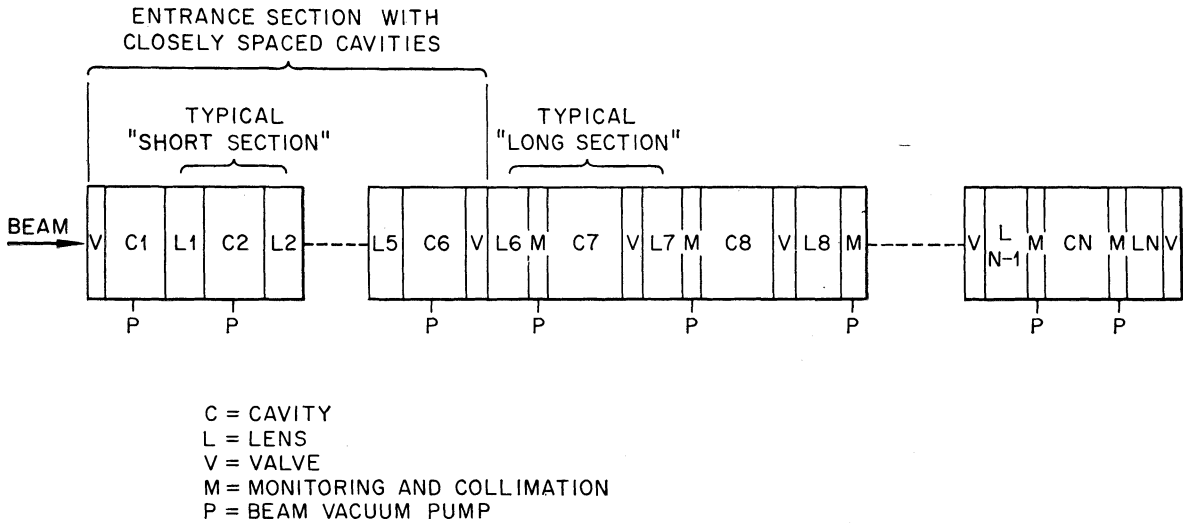 ENTRANCE SECTION WITH
CLOSELY SPACED CAVITIES
TYPICAL
"SHORT SECTION"
TYPICAL
"LONG SECTION"
BEAM
V C1 L1 C2 L2 L5 C6 V L6 M C7 V L7 M C8 V L8 M V L N-1 M CN M LN V
P P P P P P P P
C = CAVITY
L = LENS
V = VALVE
M = MONITORING AND COLLIMATION
P = BEAM VACUUM PUMP